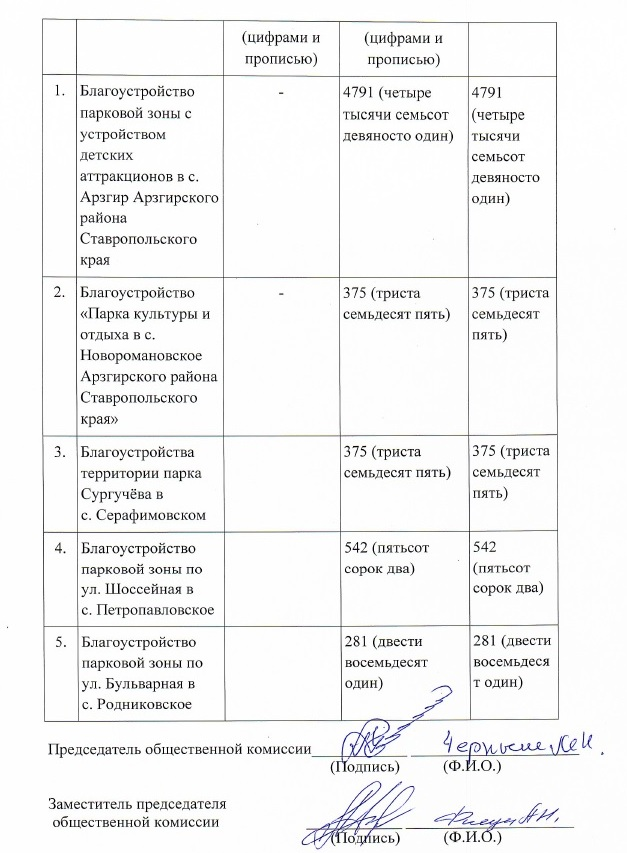 (цифрами и
прописью)
(цифрами и
прописью)
1.
Благоустройство
парковой зоны с
устройством
детских
аттракционов в с.
Арзгир Арзгирского
района
Ставропольского
края
-
4791 (четыре
тысячи семьсот
девяносто один)
4791
(четыре
тысячи
семьсот
девяносто
один)
2.
Благоустройство
«Парка культуры и
отдыха в с.
Новоромановское
Арзгирского района
Ставропольского
края»
-
375 (триста
семьдесят пять)
375 (триста
семьдесят
пять)
3.
Благоустройства
территории парка
Сургучёва в
с. Серафимовском
375 (триста
семьдесят пять)
375 (триста
семьдесят
пять)
4.
Благоустройство
парковой зоны по
ул. Шоссейная в
с. Петропавловское
542 (пятьсот
сорок два)
542
(пятьсот
сорок два)
5.
Благоустройство
парковой зоны по
ул. Бульварная в
с. Родниковское
281 (двести
восемьдесят
один)
281 (двести
восемьдеся
т один)
Председатель общественной комиссии
(Подпись) (Ф.И.О.)
Заместитель председателя
общественной комиссии
(Подпись) (Ф.И.О.)